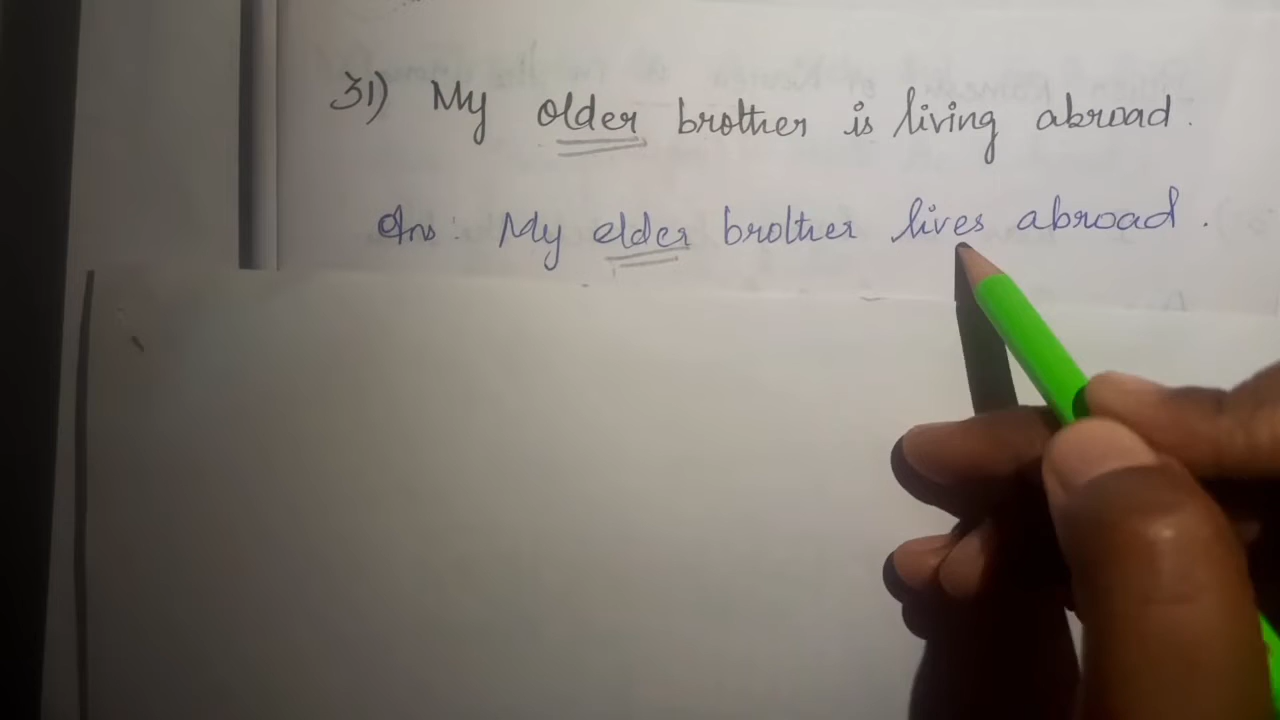 31) My older brother is living abroad.
Ans: My elder brother lives abroad.